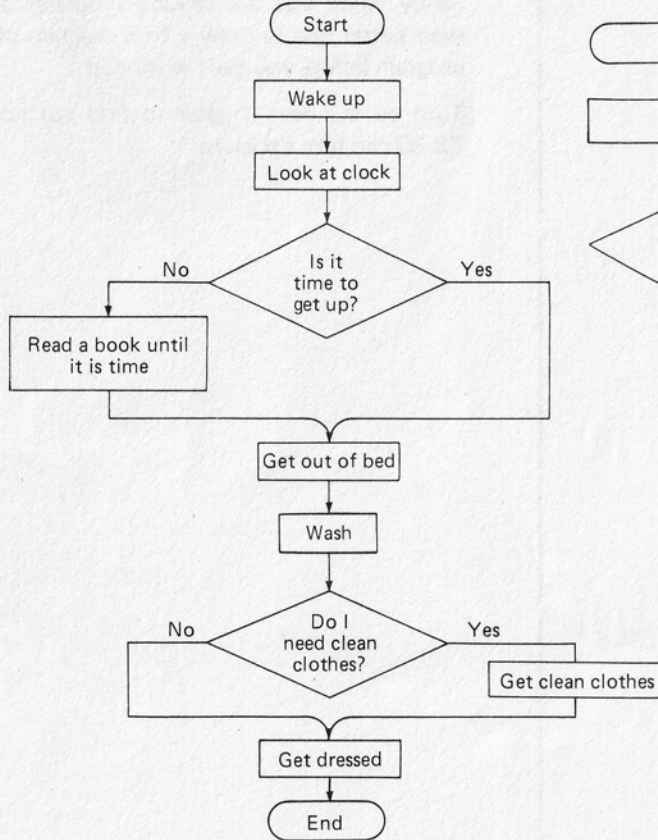 Start
Wake up
Look at clock
Is it
time to
get up?
No
Yes
Read a book until
it is time
Get out of bed
Wash
Do I
need clean
clothes?
No
Yes
Get clean clothes
Get dressed
End